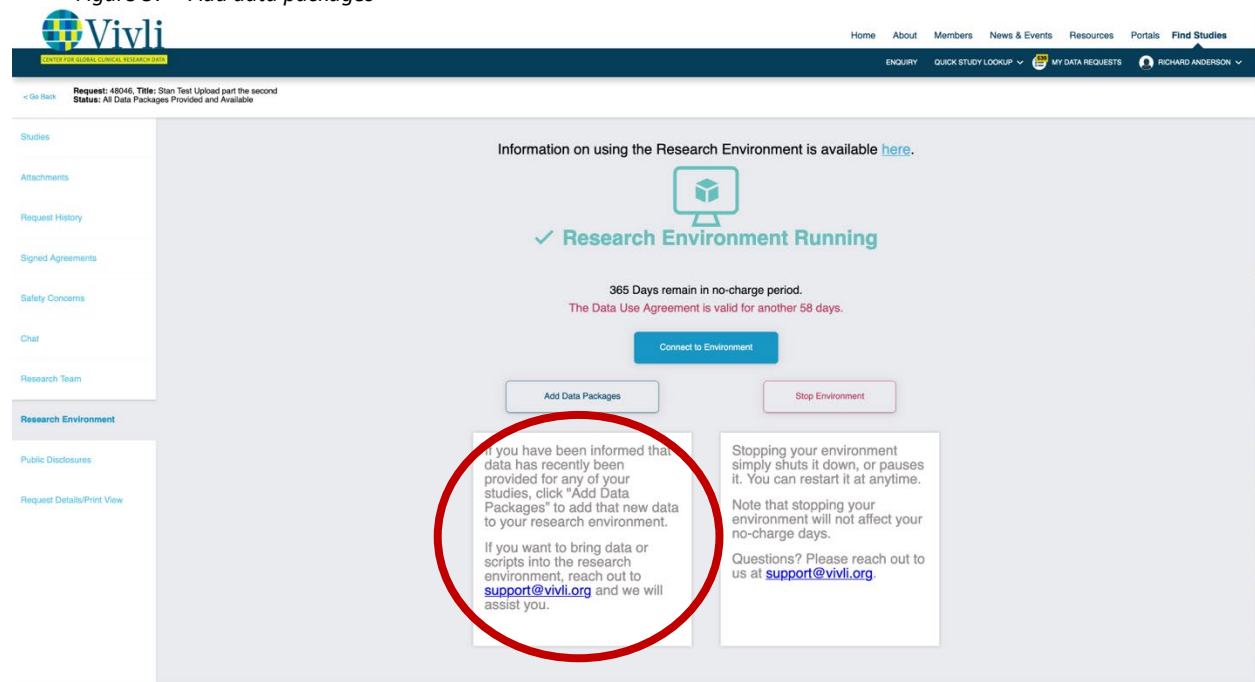 Figure 37 – Add data packages
Vivli
CENTER FOR GLOBAL CLINICAL RESEARCH DATA
Home About Members News & Events Resources Portals Find Studies
ENQUIRY QUICK STUDY LOOKUP MY DATA REQUESTS RICHARD ANDERSON
< Go Back
Request: 48046, Title: Stan Test Upload part the second
Status: All Data Packages Provided and Available
Studies
Attachments
Request History
Signed Agreements
Safety Concerns
Chat
Research Team
Research Environment
Public Disclosures
Request Details/Print View
Information on using the Research Environment is available here.
Research Environment Running
365 Days remain in no-charge period.
The Data Use Agreement is valid for another 58 days.
Connect to Environment
Add Data Packages
Stop Environment
If you have been informed that
data has recently been
provided for any of your
studies, click "Add Data
Packages" to add that new data
to your research environment.
If you want to bring data or
scripts into the research
environment, reach out to
support@vivli.org and we will
assist you.
Stopping your environment
simply shuts it down, or pauses
it. You can restart it at anytime.
Note that stopping your
environment will not affect your
no-charge days.
Questions? Please reach out to
us at support@vivli.org.